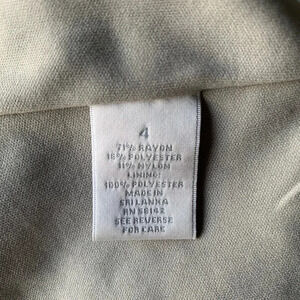 4
71% RAYON
18% POLYESTER
11% NYLON
LINING:
100% POLYESTER
MADE IN
SRI LANKA
RN 58142
SEE REVERSE
FOR CARE